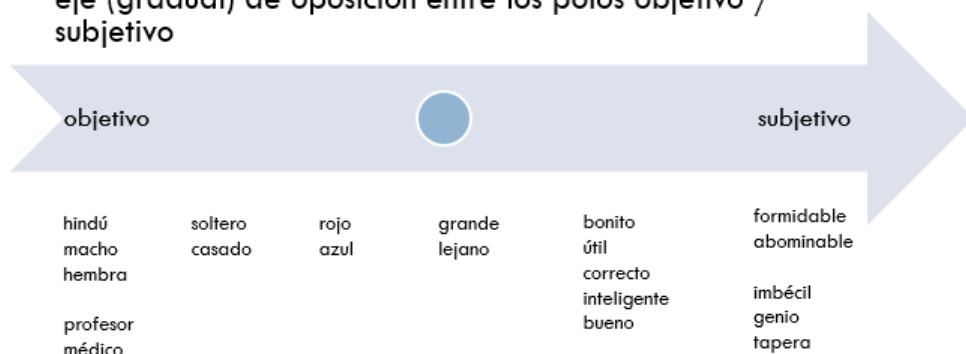 eje (gradual) de oposición entre los polos objetivo /
subjetivo
objetivo
subjetivo
hindú
macho
hembra
profesor
médico
soltero
casado
rojo
azul
grande
lejano
bonito
útil
correcto
inteligente
bueno
formidable
abominable
imbécil
genio
tapera